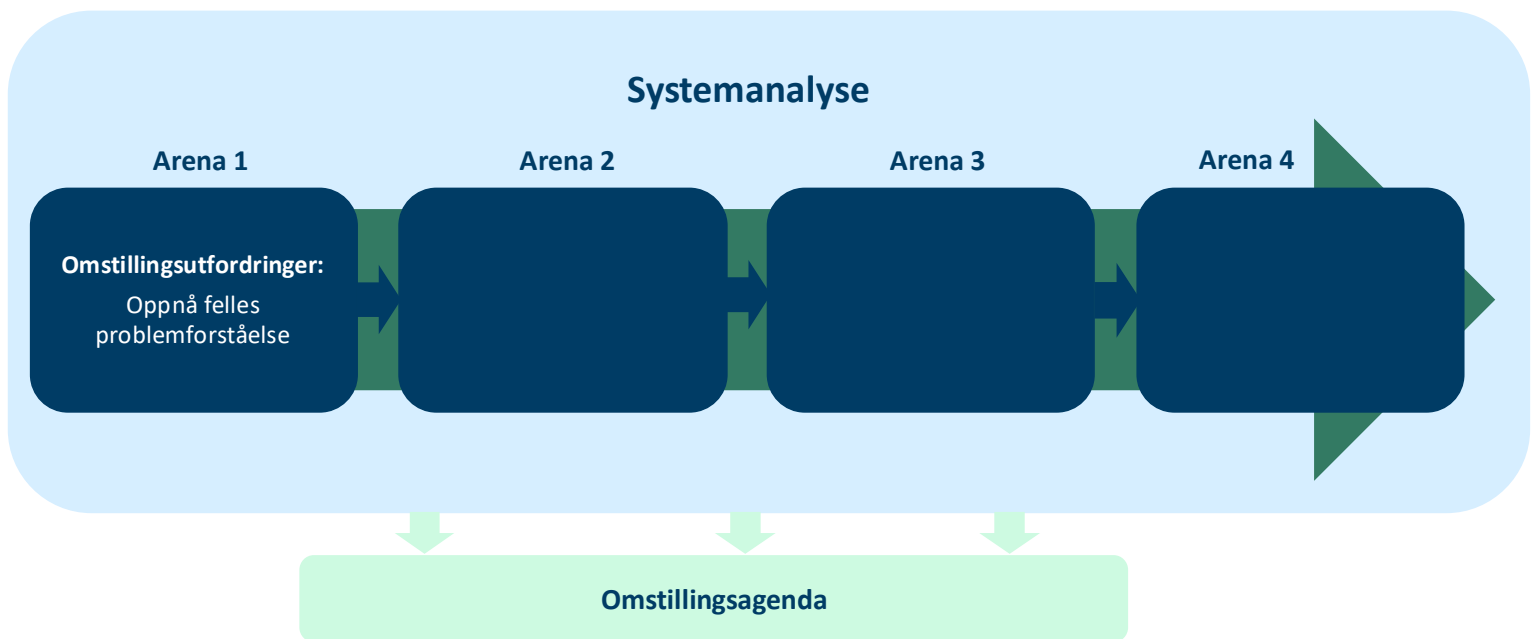 Systemanalyse
Arena 1
Arena 2
Arena 3
Arena 4
Omstillingsutfordringer:
Oppnå felles
problemforståelse
Omstillingsagenda